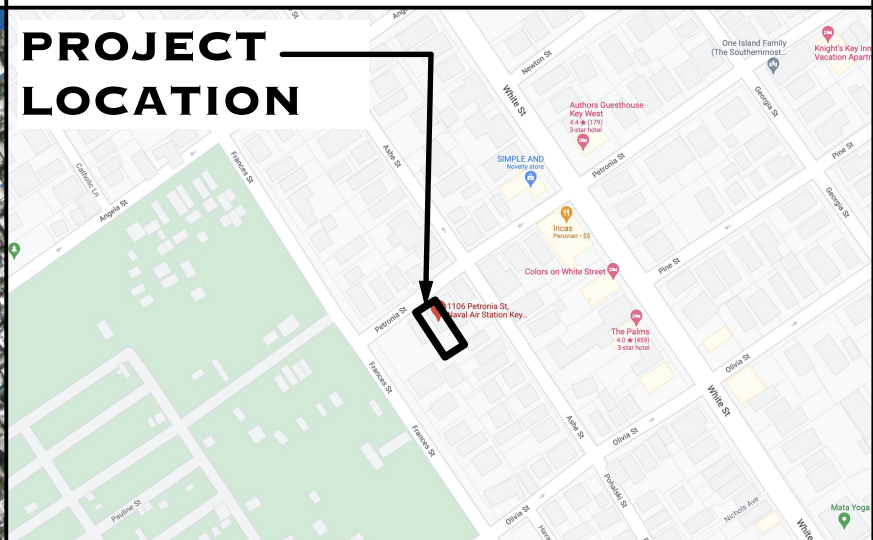 PROJECT
LOCATION
St
Ange
Newton St
White St
One Island Family
(The Southernmost...
Knight's Key Inn
Vacation Apartm
Georgia St
Authors Guesthouse
Key West
4.4 ★ (179)
3-star hotel
Pine St
Petronia St
Ashe St
Frances St
SIMPLE AND
Novelty store
Catholic Ln
Angela St
Georgia St
Incas
Peruvian • $$
Pine St
Colors on White Street
1106 Petronia St,
Naval Air Station Key...
Petronia St
The Palms
4.0 ★ (459)
3-star hotel
Frances St
Olivia St
White St
Frances St
Ashe St
Olivia St
Pohalski St
Pauline St
Olivia St
Hava
Nichols Ave
Mata Yoga
White